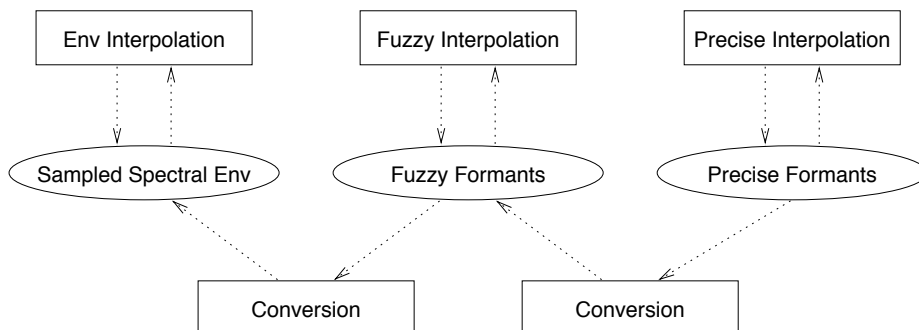 Env Interpolation
Fuzzy Interpolation
Precise Interpolation
Sampled Spectral Env
Fuzzy Formants
Precise Formants
Conversion
Conversion